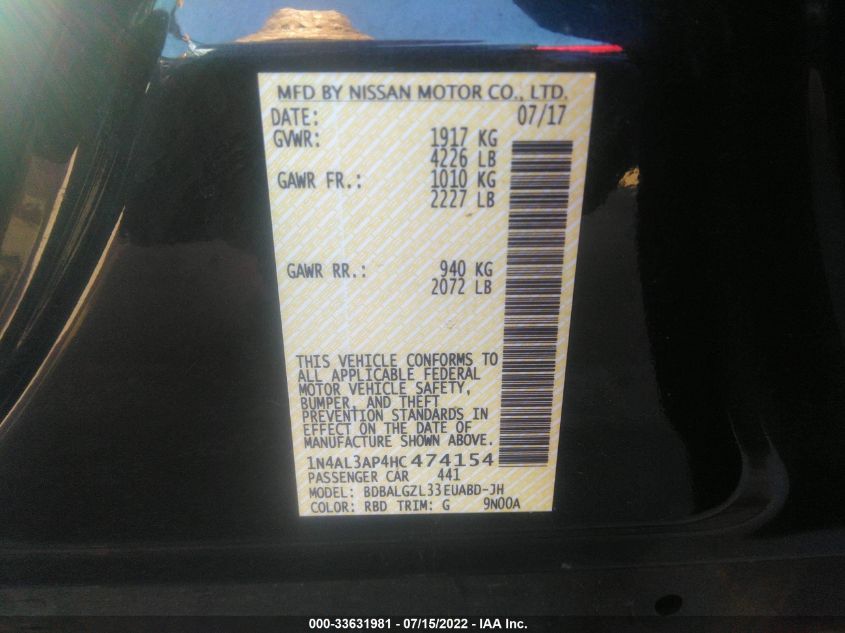 MFD BY NISSAN MOTOR CO., LTD.
DATE: 07/17
GVWR: 1917 KG
4226 LB
GAWR FR.: 1010 KG
2227 LB
GAWR RR.: 940 KG
2072 LB
THIS VEHICLE CONFORMS TO
ALL APPLICABLE FEDERAL
MOTOR VEHICLE SAFETY,
BUMPER, AND THEFT
PREVENTION STANDARDS IN
EFFECT ON THE DATE OF
MANUFACTURE SHOWN ABOVE.
1N4AL3AP4HC474154
PASSENGER CAR 441
MODEL: BDBALGZL33EUABD-JH
COLOR: RBD TRIM: G 9N00A
000-33631981 - 07/15/2022 - IAA Inc.